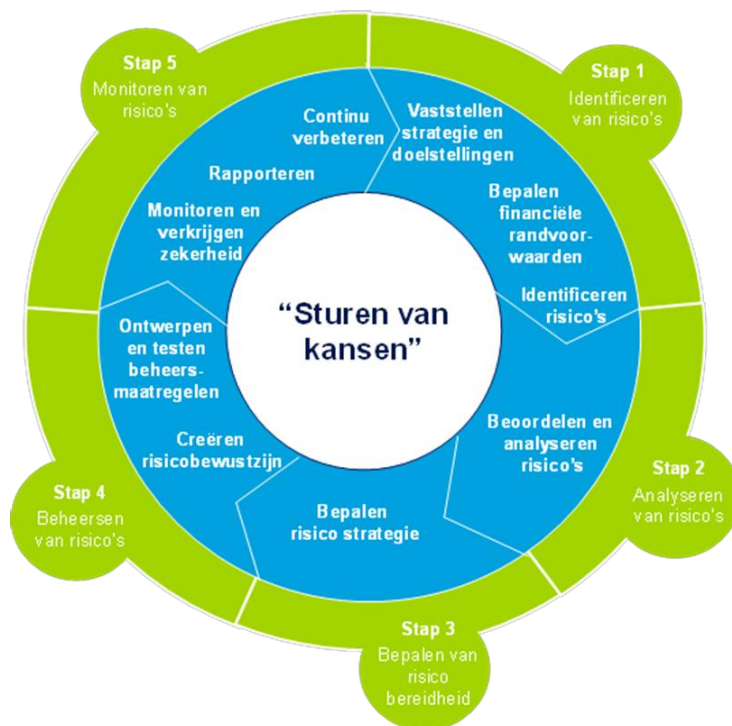 Stap 1
Identificeren
van risico's
Vaststellen
strategie en
doelstellingen
Bepalen
financiële
randvoor-
waarden
Identificeren
risico's
Stap 2
Analyseren
van risico's
Beoordelen en
analyseren
risico's
Stap 3
Bepalen van
risico
bereidheid
Bepalen
risico strategie
Stap 4
Beheersen
van risico's
Creëren
risicobewustzijn
Ontwerpen
en testen
beheers-
maatregelen
Stap 5
Monitoren van
risico's
Monitoren en
verkrijgen
zekerheid
Rapporteren
Continu
verbeteren
“Sturen van
kansen”